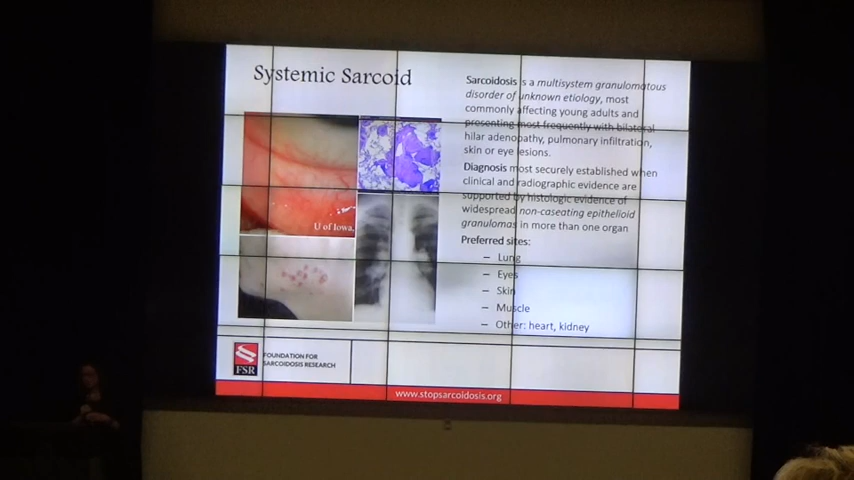 Systemic Sarcoid
Sarcoidosis is a multisystem granulomatous
disorder of unknown etiology, most
commonly affecting young adults and
presenting most frequently with bilateral
hilar adenopathy, pulmonary infiltration,
skin or eye lesions.
Diagnosis most securely established when
clinical and radiographic evidence are
supported by histologic evidence of
widespread non-caseating epithelioid
granulomas in more than one organ
Preferred sites:
– Lung
– Eyes
– Skin
– Muscle
– Other: heart, kidney
U of Iowa
FSR
FOUNDATION FOR
SARCOIDOSIS RESEARCH
www.stopsarcoidosis.org